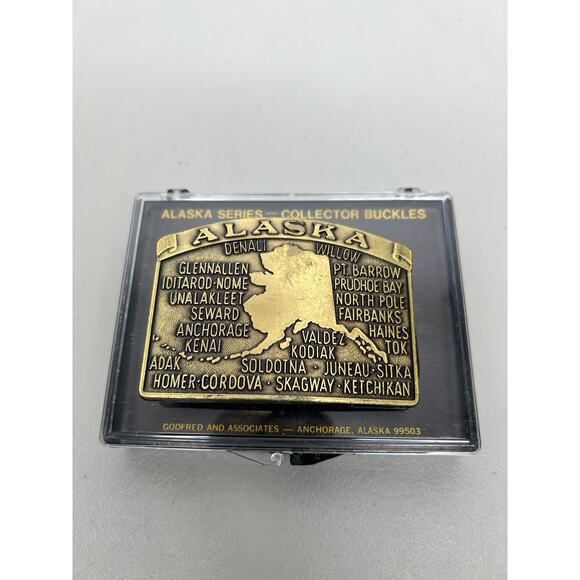 ALASKA SERIES — COLLECTOR BUCKLES
ALASKA
DENALI WILLOW
GLENNALLEN PT. BARROW
IDITAROD·NOME PRUDHOE BAY
UNALAKLEET NORTH POLE
SEWARD FAIRBANKS
ANCHORAGE VALDEZ HAINES
KENAI KODIAK TOK
ADAK SOLDOTNA · JUNEAU·SITKA
HOMER·CORDOVA · SKAGWAY·KETCHIKAN
GODFRED AND ASSOCIATES — ANCHORAGE, ALASKA 99503